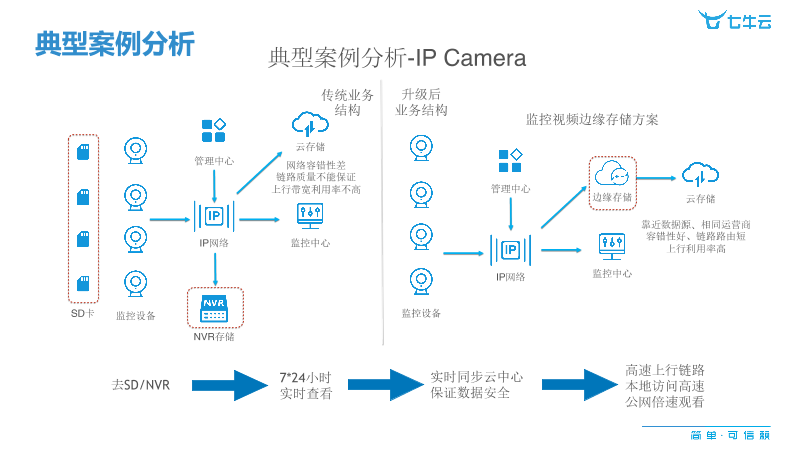 七牛云
典型案例分析
典型案例分析-IP Camera
传统业务
结构
升级后
业务结构
监控视频边缘存储方案
管理中心
云存储
网络容错性差
链路质量不能保证
上行带宽利用率不高
IP
IP网络
监控中心
SD卡
监控设备
NVR
NVR存储
管理中心
边缘存储
云存储
靠近数据源、相同运营商
容错性好、链路路由短
上行利用率高
IP
IP网络
监控中心
监控设备
去SD/NVR
7*24小时
实时查看
实时同步云中心
保证数据安全
高速上行链路
本地访问高速
公网倍速观看
简单·可信赖